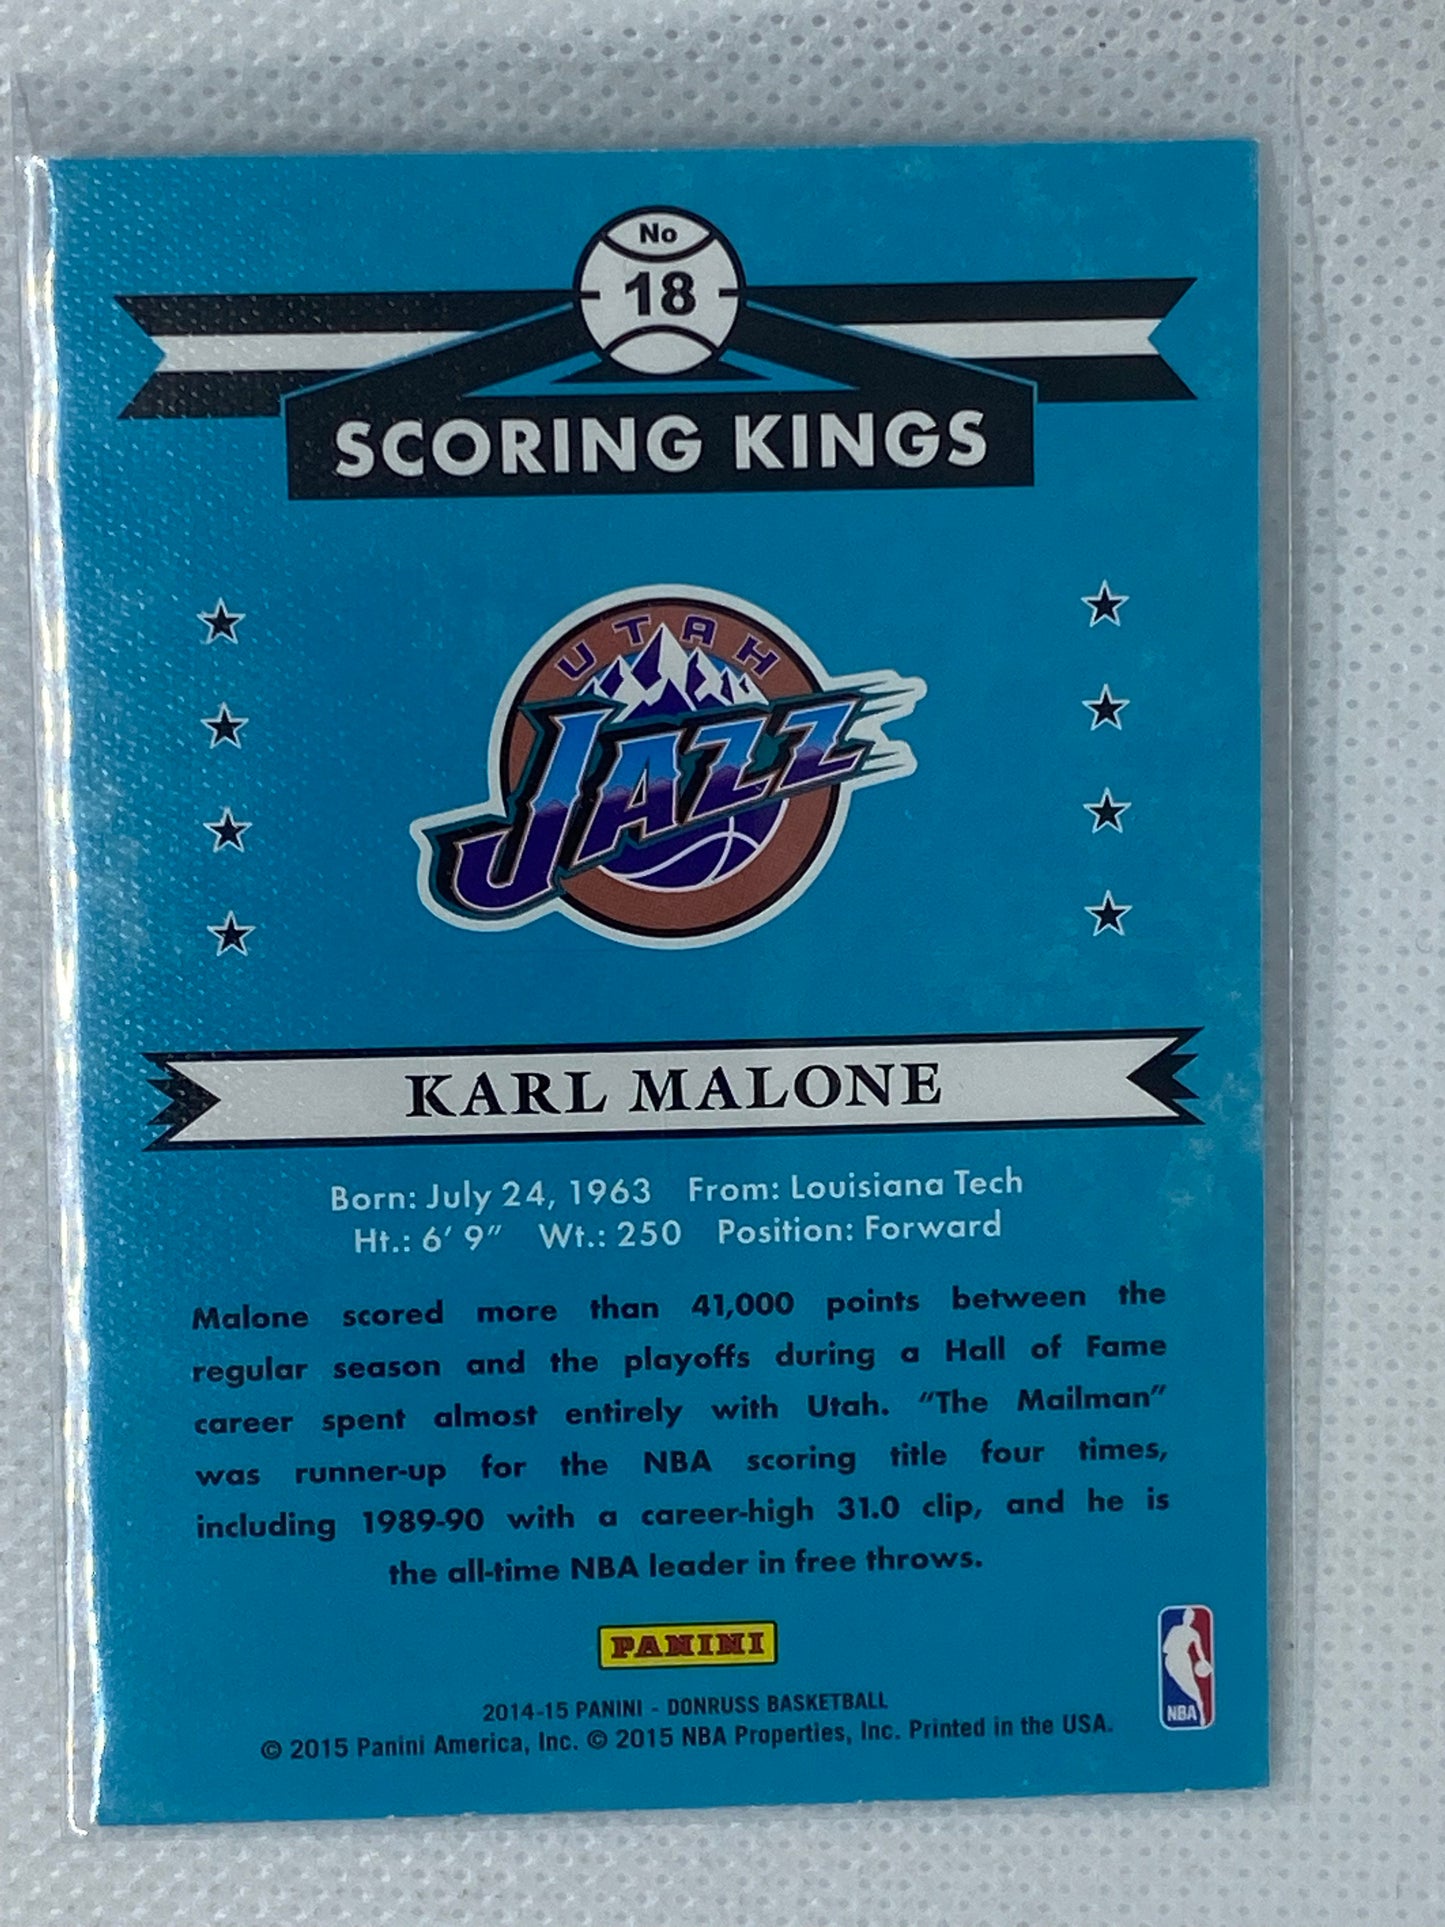 No
18
SCORING KINGS
UTAH
JAZZ
KARL MALONE
Born: July 24, 1963 From: Louisiana Tech
Ht.: 6' 9" Wt.: 250 Position: Forward
Malone scored more than 41,000 points between the
regular season and the playoffs during a Hall of Fame
career spent almost entirely with Utah. “The Mailman”
was runner-up for the NBA scoring title four times,
including 1989-90 with a career-high 31.0 clip, and he is
the all-time NBA leader in free throws.
PANINI
NBA
2014-15 PANINI - DONRUSS BASKETBALL
© 2015 Panini America, Inc. © 2015 NBA Properties, Inc. Printed in the USA.